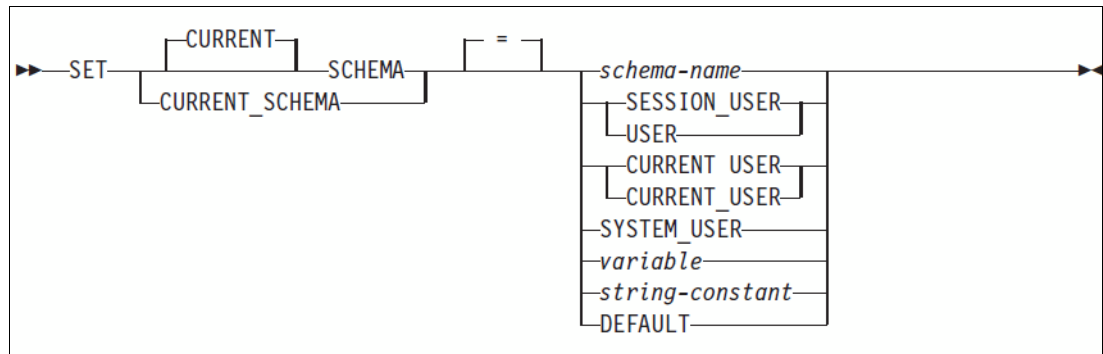 CURRENT =
SET SCHEMA schema-name
CURRENT_SCHEMA SESSION_USER
USER
CURRENT USER
CURRENT_USER
SYSTEM_USER
variable
string-constant
DEFAULT